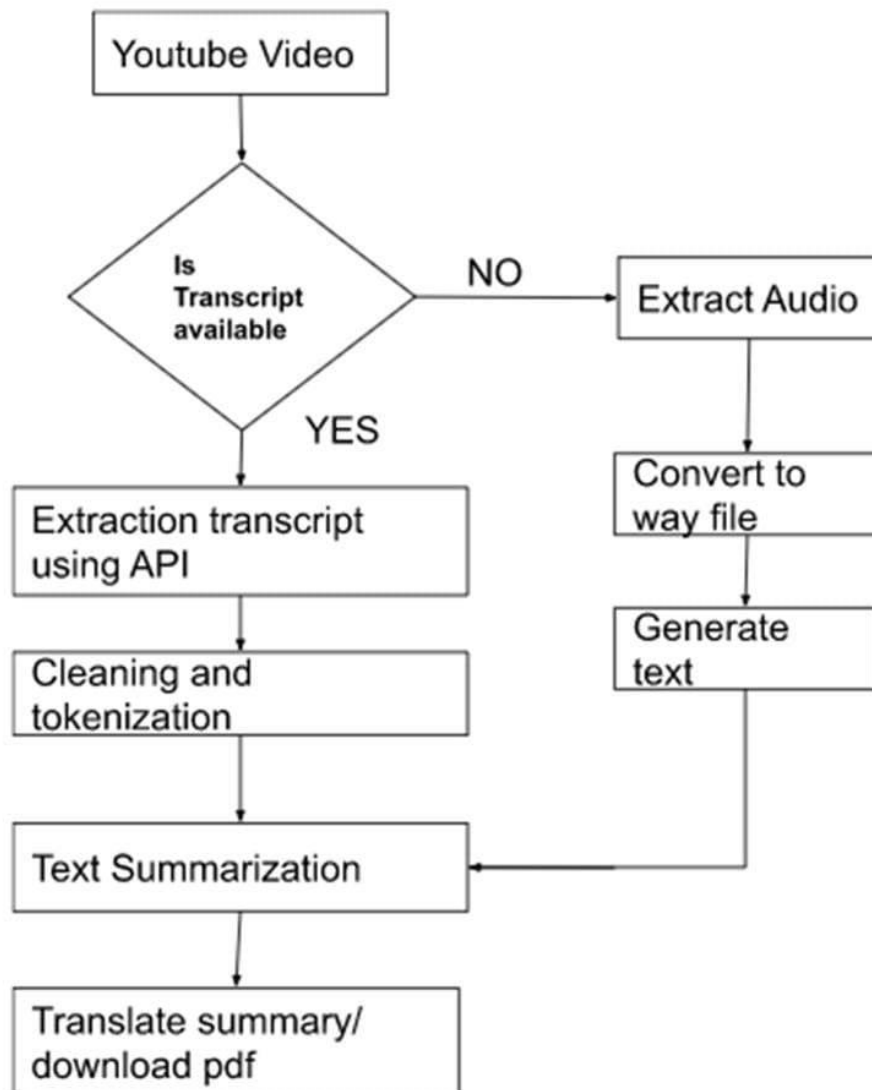 Youtube Video
Is
Transcript
available
NO
Extract Audio
YES
Convert to
way file
Extraction transcript
using API
Generate
text
Cleaning and
tokenization
Text Summarization
Translate summary/
download pdf